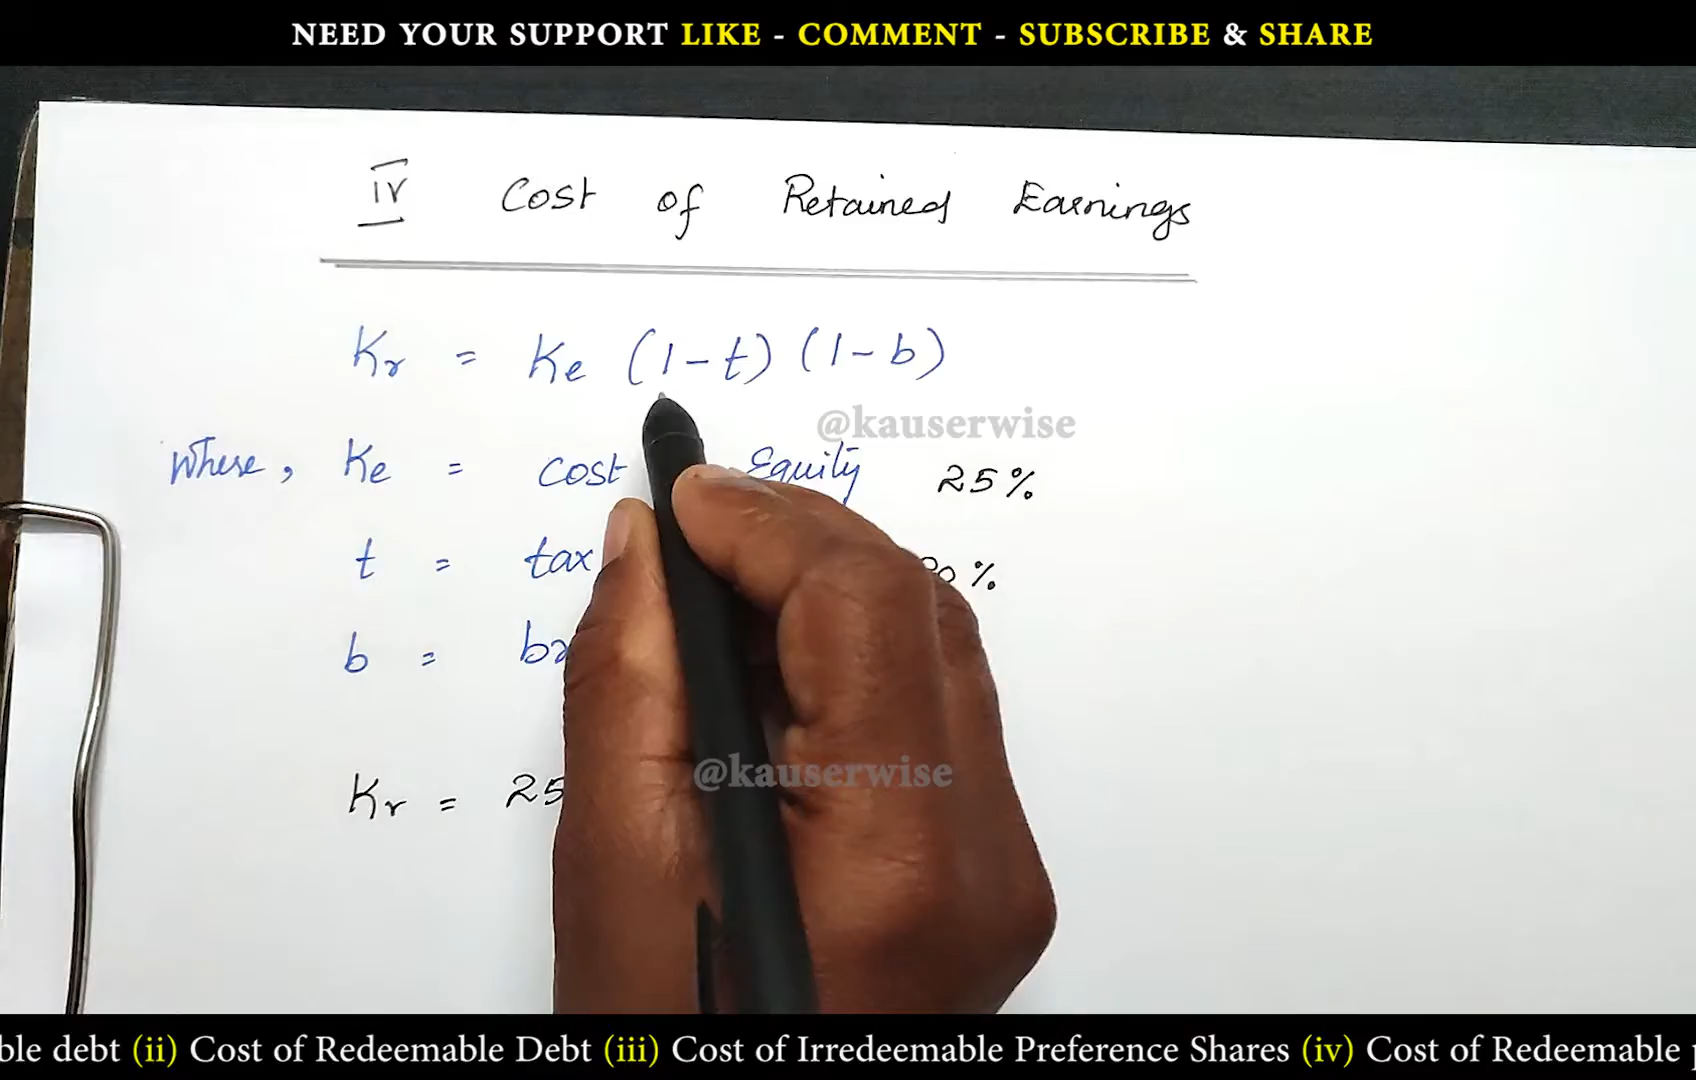 NEED YOUR SUPPORT LIKE - COMMENT - SUBSCRIBE & SHARE
iv Cost of Retained Earnings
Kr = Ke (1-t) (1-b)
@kauserwise
Where, Ke = cost Equity 25%
t = tax 0%
b =
@kauserwise
Kr = 25
ble debt (ii) Cost of Redeemable Debt (iii) Cost of Irredeemable Preference Shares (iv) Cost of Redeemable